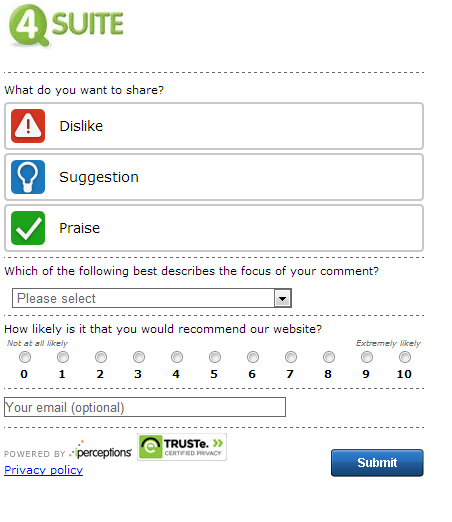 4Q SUITE
What do you want to share?
Dislike
Suggestion
Praise
Which of the following best describes the focus of your comment?
Please select
How likely is it that you would recommend our website?
Not at all likely Extremely likely
0 1 2 3 4 5 6 7 8 9 10
Your email (optional)
POWERED BY iperceptions TRUSTe.
CERTIFIED PRIVACY
Privacy policy
Submit